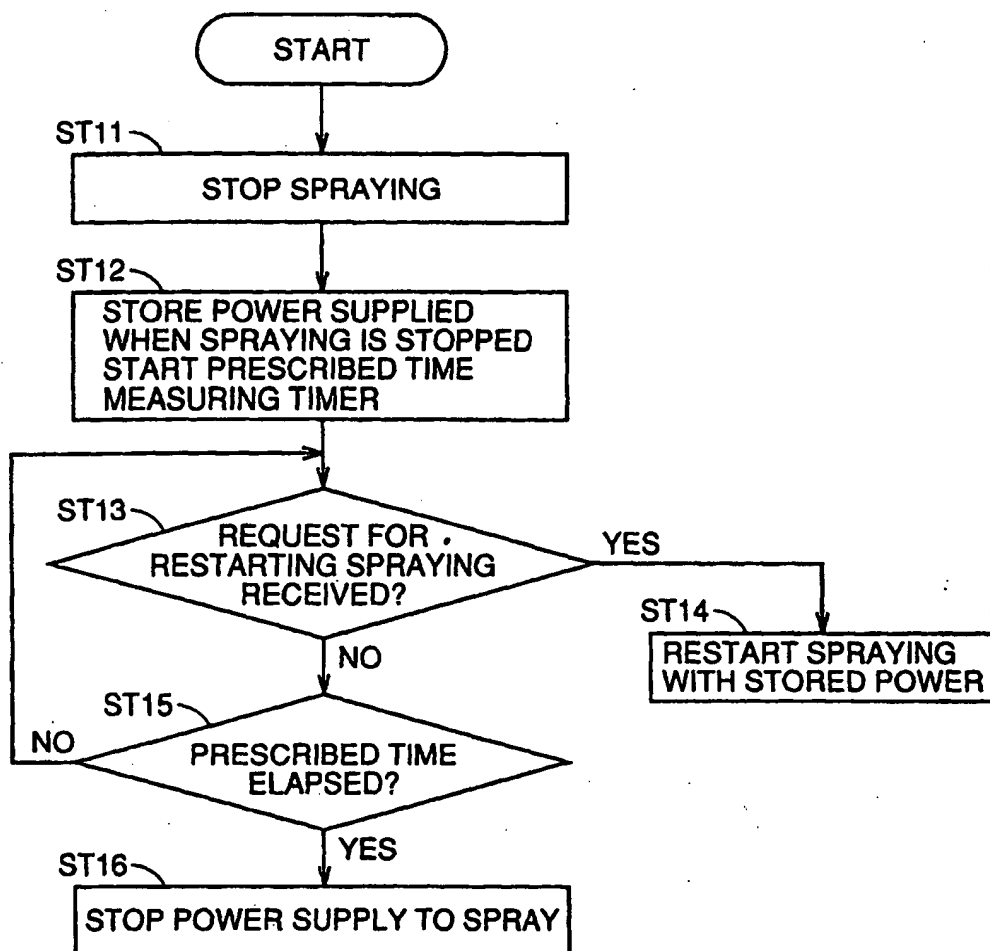 START
ST11
STOP SPRAYING
ST12
STORE POWER SUPPLIED
WHEN SPRAYING IS STOPPED
START PRESCRIBED TIME
MEASURING TIMER
ST13
REQUEST FOR
RESTARTING SPRAYING
RECEIVED?
YES
ST14
RESTART SPRAYING
WITH STORED POWER
NO
ST15
NO
PRESCRIBED TIME
ELAPSED?
YES
ST16
STOP POWER SUPPLY TO SPRAY